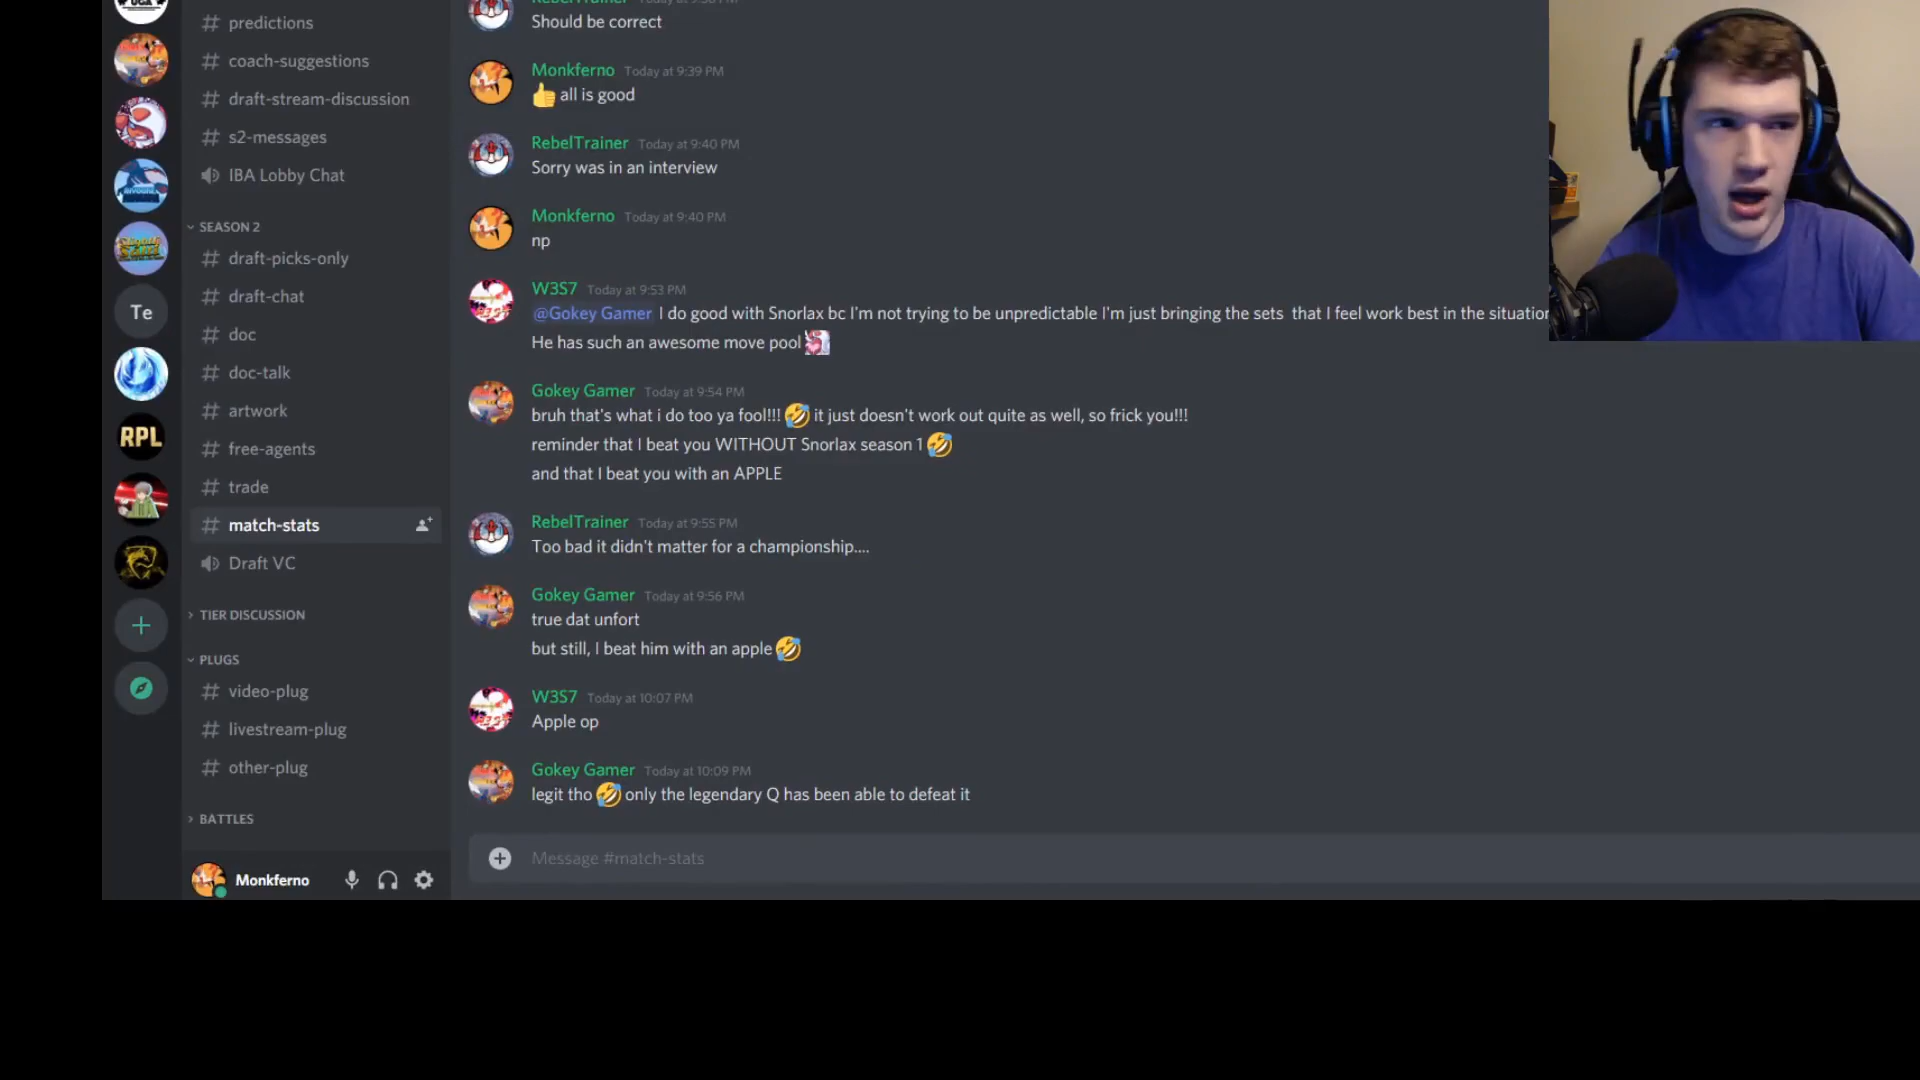 predictions
coach-suggestions
draft-stream-discussion
s2-messages
IBA Lobby Chat
SEASON 2
draft-picks-only
draft-chat
doc
doc-talk
artwork
free-agents
trade
match-stats
Draft VC
TIER DISCUSSION
PLUGS
video-plug
livestream-plug
other-plug
BATTLES
Monkferno
Te
RPL
RebelTrainer
Should be correct
Monkferno Today at 9:39 PM
👍 all is good
RebelTrainer Today at 9:40 PM
Sorry was in an interview
Monkferno Today at 9:40 PM
np
W3S7 Today at 9:53 PM
@Gokey Gamer I do good with Snorlax bc I'm not trying to be unpredictable I'm just bringing the sets that I feel work best in the situation
He has such an awesome move pool
Gokey Gamer Today at 9:54 PM
bruh that's what i do too ya fool!!! 🤣 it just doesn't work out quite as well, so frick you!!!
reminder that I beat you WITHOUT Snorlax season 1 🤣
and that I beat you with an APPLE
RebelTrainer Today at 9:55 PM
Too bad it didn't matter for a championship....
Gokey Gamer Today at 9:56 PM
true dat unfort
but still, I beat him with an apple 🤣
W3S7 Today at 10:07 PM
Apple op
Gokey Gamer Today at 10:09 PM
legit tho 🤣 only the legendary Q has been able to defeat it
Message #match-stats